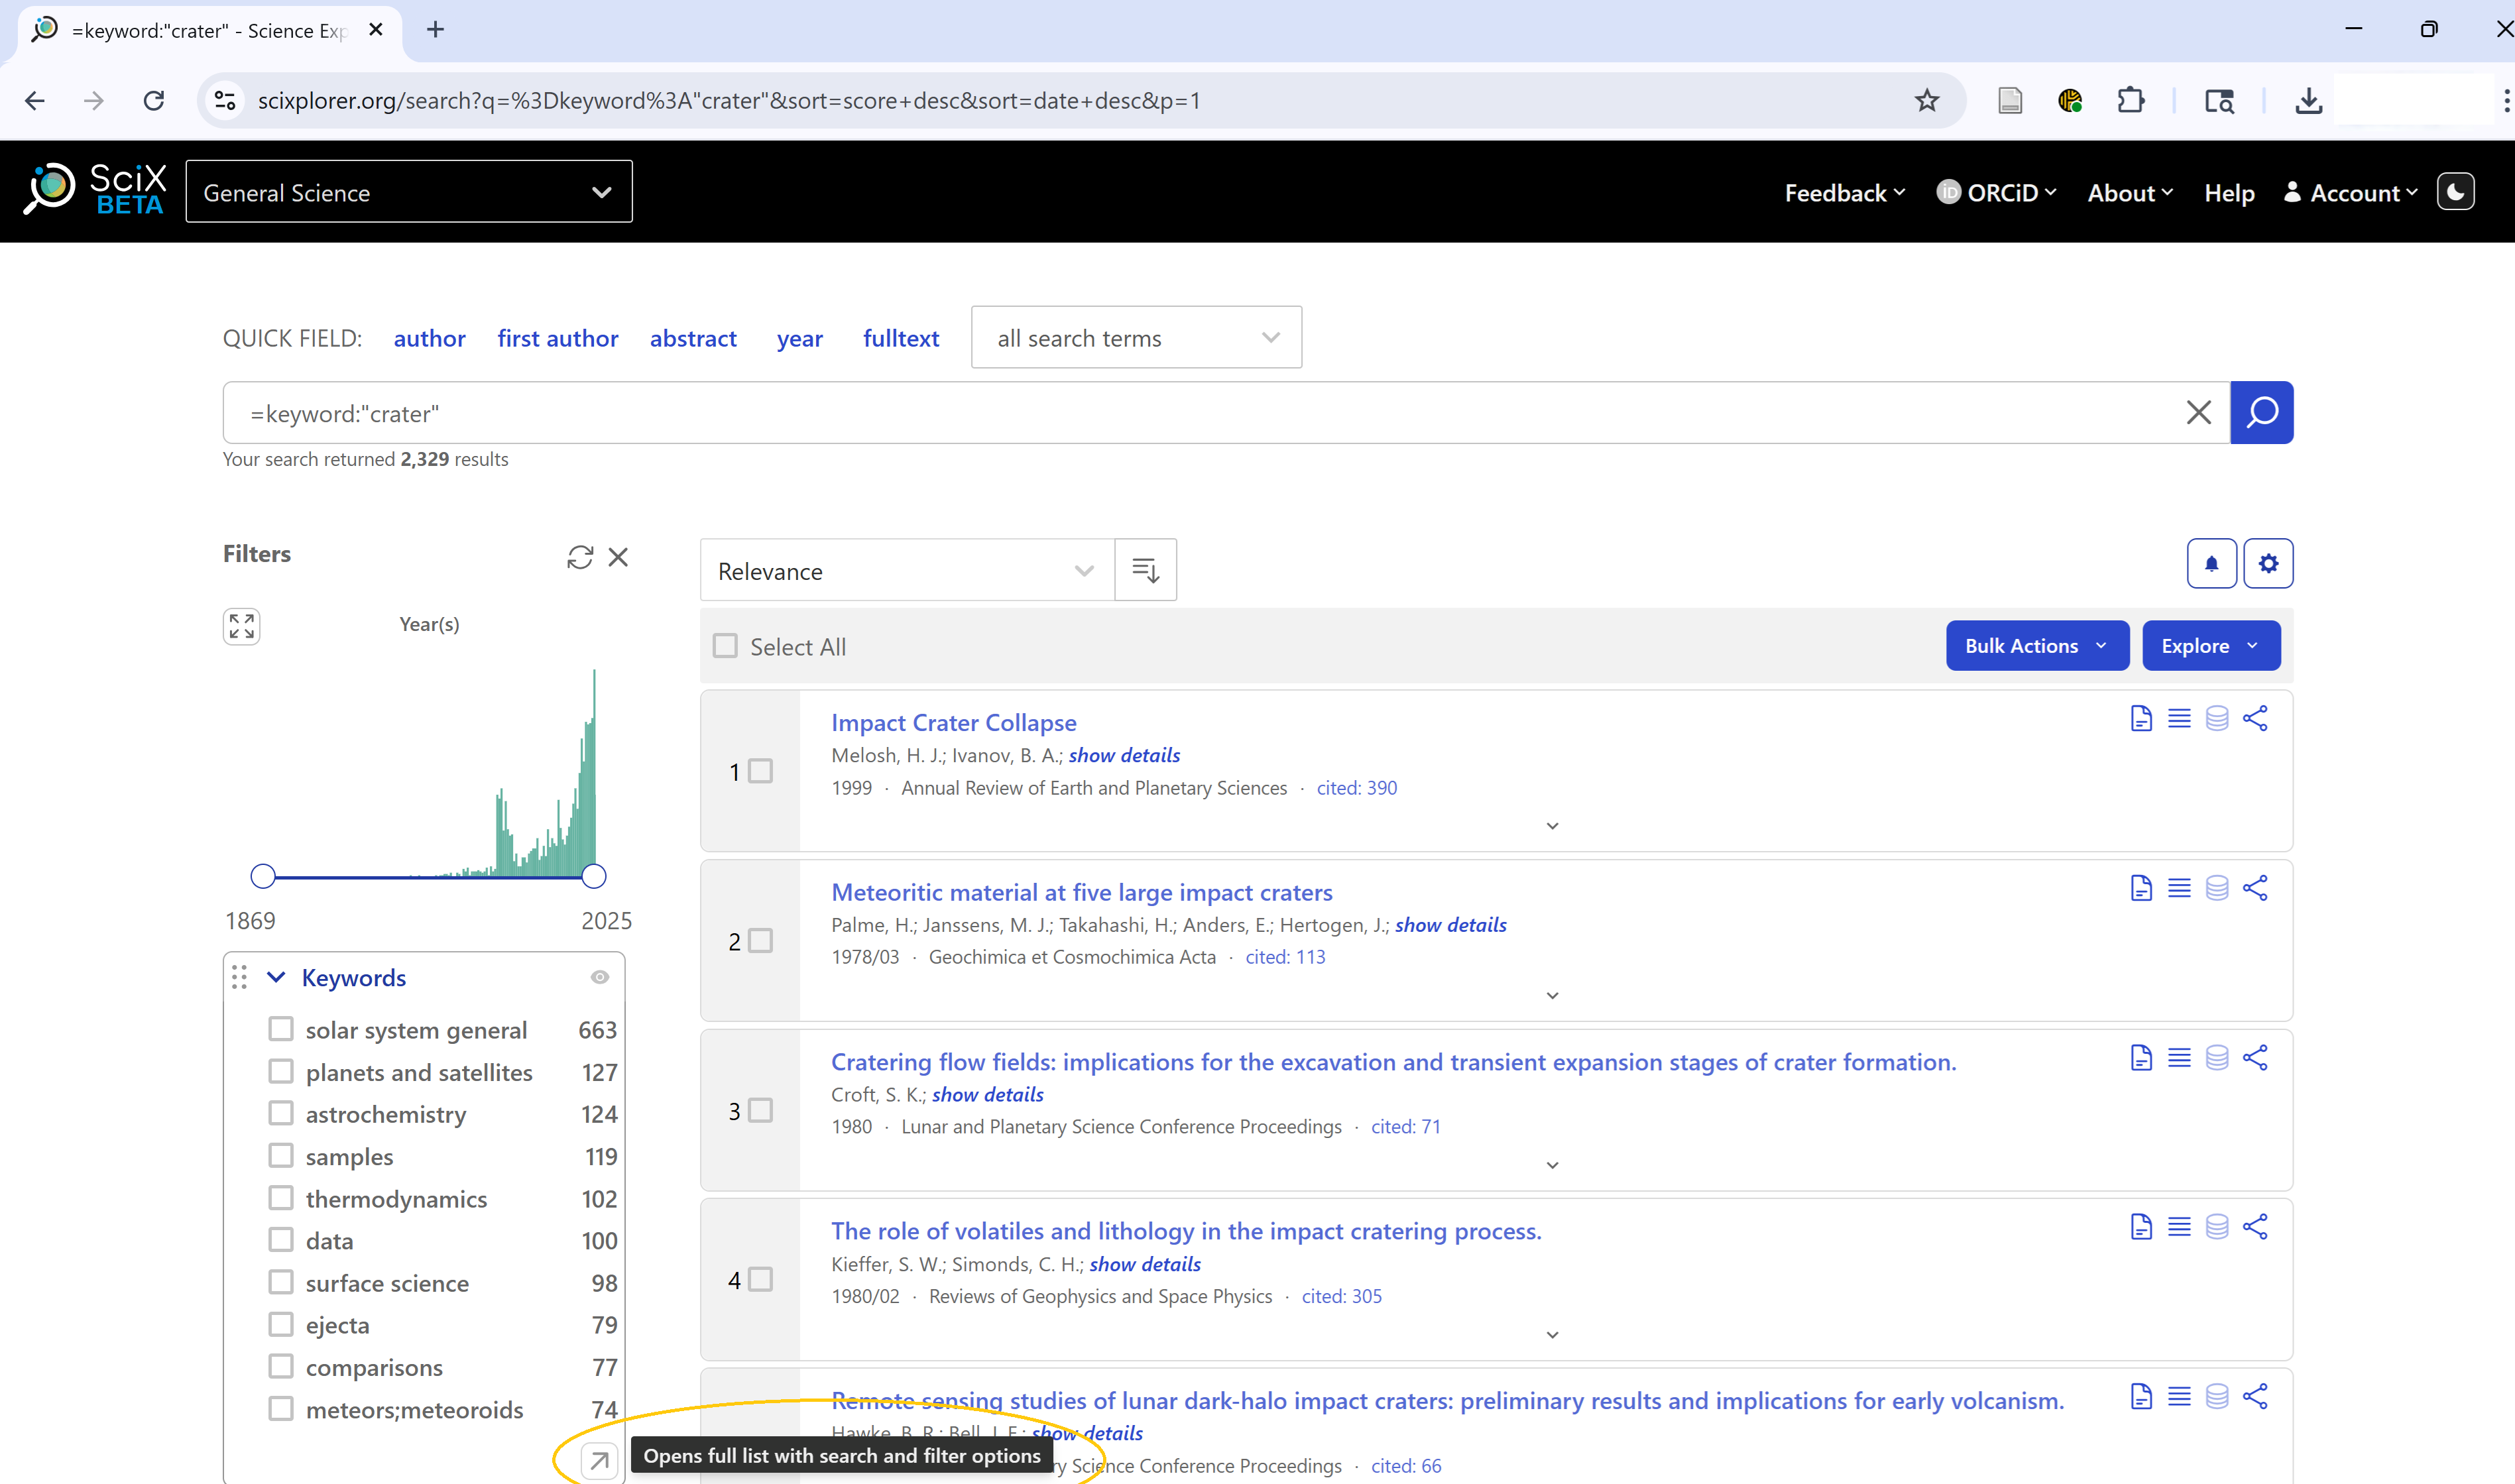 =keyword:"crater" - Science Exp
scixplorer.org/search?q=%3Dkeyword%3A"crater"&sort=score+desc&sort=date+desc&p=1
SciX
BETA
General Science
Feedback
iD ORCiD
About
Help
Account
QUICK FIELD: author first author abstract year fulltext all search terms
=keyword:"crater"
Your search returned 2,329 results
Filters
Year(s)
1869 2025
Keywords
solar system general 663
planets and satellites 127
astrochemistry 124
samples 119
thermodynamics 102
data 100
surface science 98
ejecta 79
comparisons 77
meteors;meteoroids 74
Opens full list with search and filter options
Relevance
Select All
Bulk Actions
Explore
1
Impact Crater Collapse
Melosh, H. J.; Ivanov, B. A.; show details
1999 · Annual Review of Earth and Planetary Sciences · cited: 390
2
Meteoritic material at five large impact craters
Palme, H.; Janssens, M. J.; Takahashi, H.; Anders, E.; Hertogen, J.; show details
1978/03 · Geochimica et Cosmochimica Acta · cited: 113
3
Cratering flow fields: implications for the excavation and transient expansion stages of crater formation.
Croft, S. K.; show details
1980 · Lunar and Planetary Science Conference Proceedings · cited: 71
4
The role of volatiles and lithology in the impact cratering process.
Kieffer, S. W.; Simonds, C. H.; show details
1980/02 · Reviews of Geophysics and Space Physics · cited: 305
Remote sensing studies of lunar dark-halo impact craters: preliminary results and implications for early volcanism.
Hawke, B. R.; Bell, J. F.; show details
ry Science Conference Proceedings · cited: 66